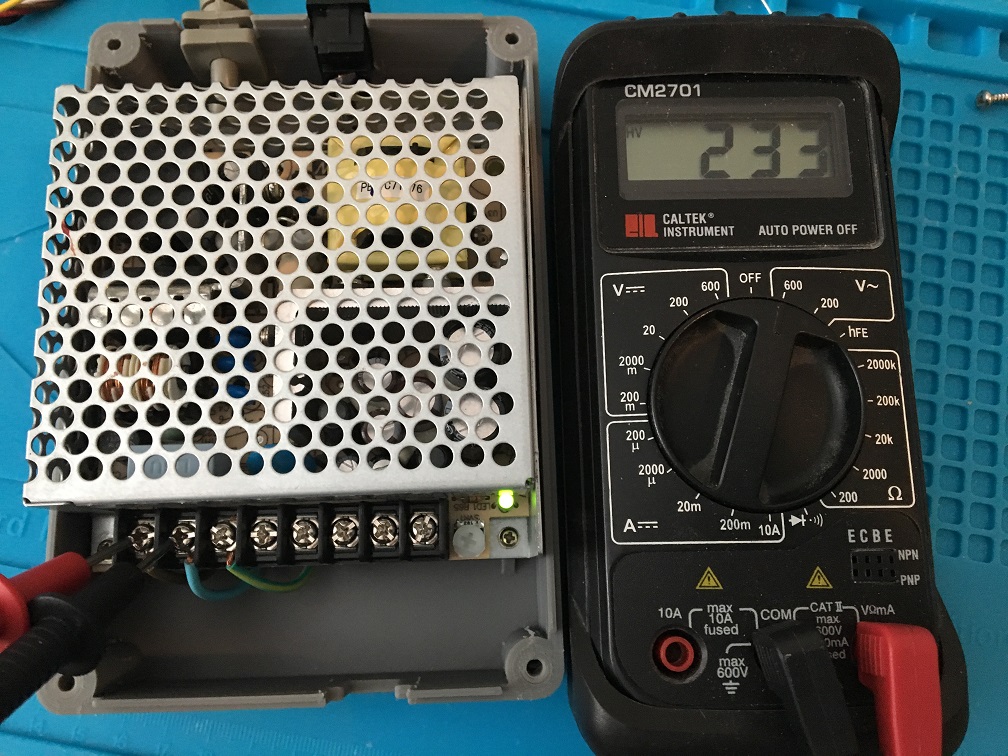 CM2701
HV
233
CALTEK®
INSTRUMENT
AUTO POWER OFF
OFF
V⎓
600
200
20
2000
m
200
m
600
V~
200
hFE
2000k
200k
20k
2000
200
Ω
200
µ
2000
µ
20m
200m
10A
A⎓
E C B E
NPN
PNP
10A
max
10A
fused
COM
CAT II
max
VΩmA
max
600V